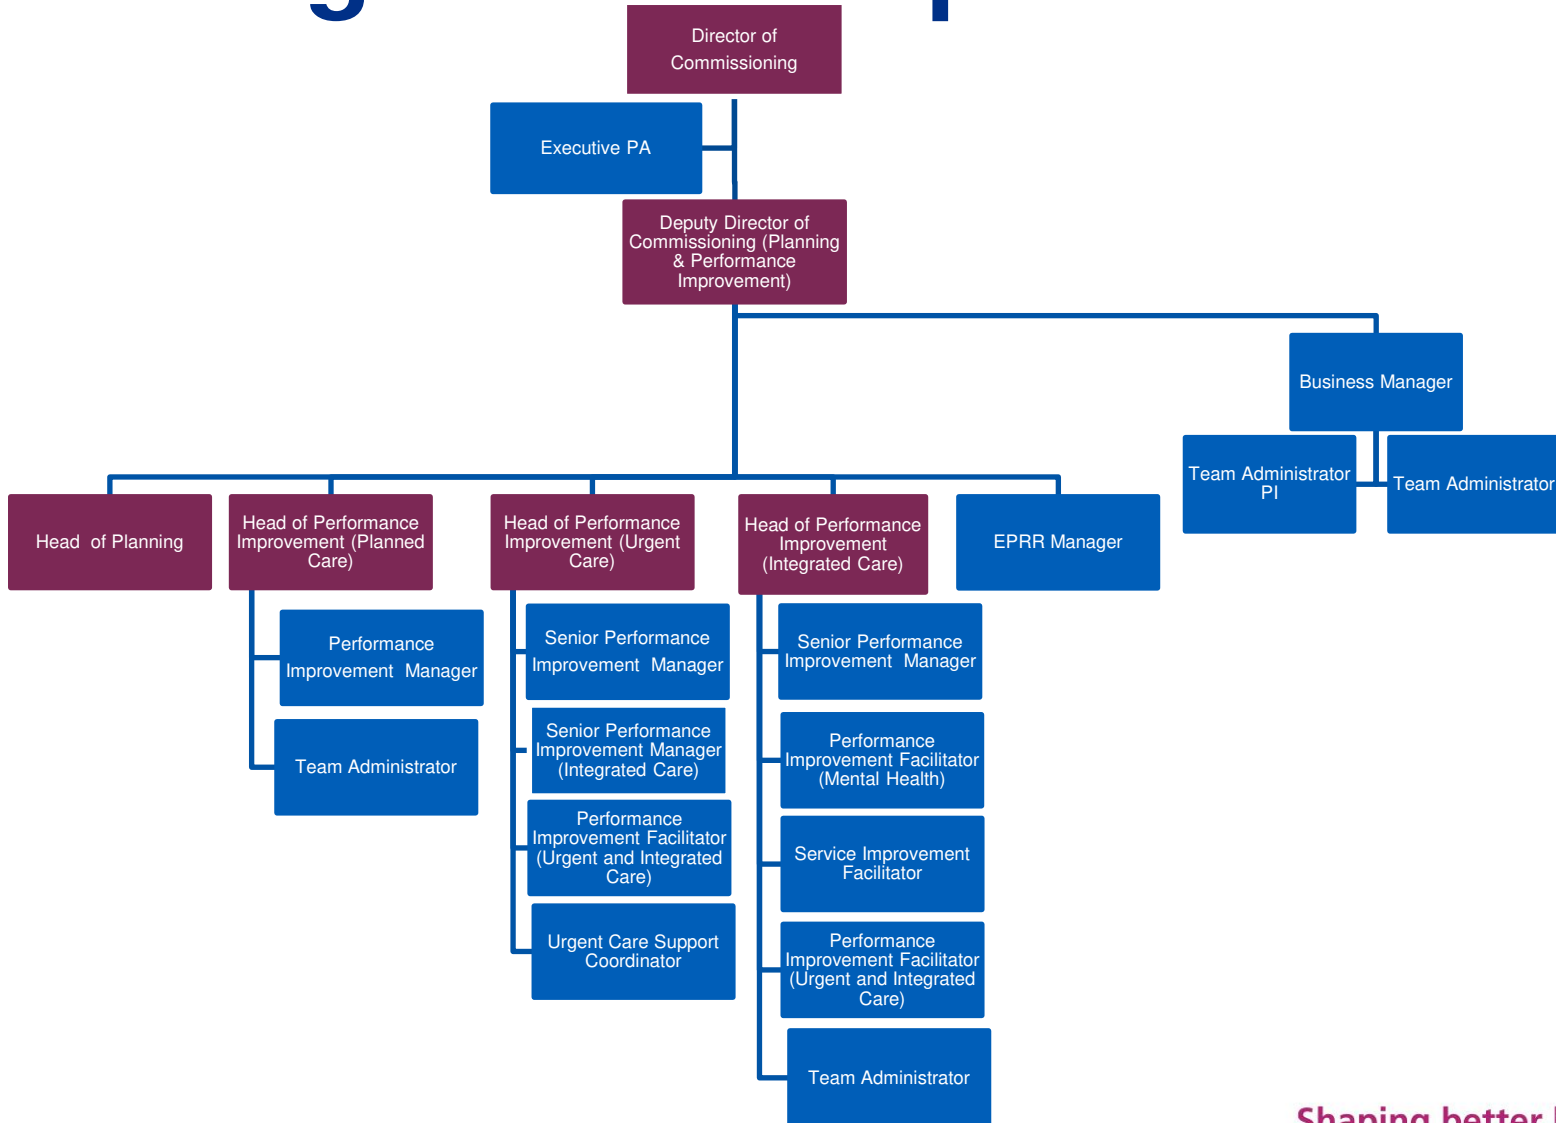 Director of
Commissioning
Executive PA
Deputy Director of
Commissioning (Planning
& Performance
Improvement)
Business Manager
Team Administrator
PI
Team Administrator
Head of Planning
Head of Performance
Improvement (Planned
Care)
Head of Performance
Improvement (Urgent
Care)
Head of Performance
Improvement
(Integrated Care)
EPRR Manager
Performance
Improvement Manager
Team Administrator
Senior Performance
Improvement Manager
Senior Performance
Improvement Manager
(Integrated Care)
Performance
Improvement Facilitator
(Urgent and Integrated
Care)
Urgent Care Support
Coordinator
Senior Performance
Improvement Manager
Performance
Improvement Facilitator
(Mental Health)
Service Improvement
Facilitator
Performance
Improvement Facilitator
(Urgent and Integrated
Care)
Team Administrator
Shaping better